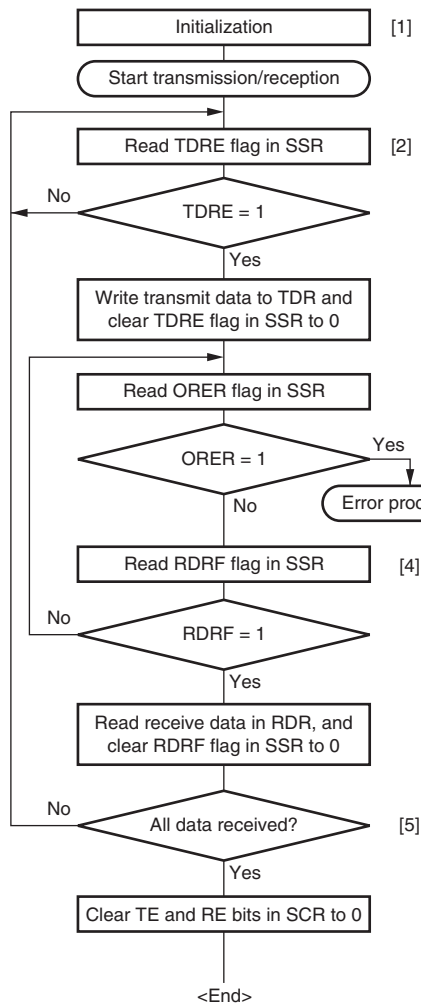 Initialization [1]
Start transmission/reception
Read TDRE flag in SSR [2]
No
TDRE = 1
Yes
Write transmit data to TDR and
clear TDRE flag in SSR to 0
Read ORER flag in SSR
Yes
ORER = 1
No
Error
Read RDRF flag in SSR [4]
No
RDRF = 1
Yes
Read receive data in RDR, and
clear RDRF flag in SSR to 0
No
All data received? [5]
Yes
Clear TE and RE bits in SCR to 0
<End>